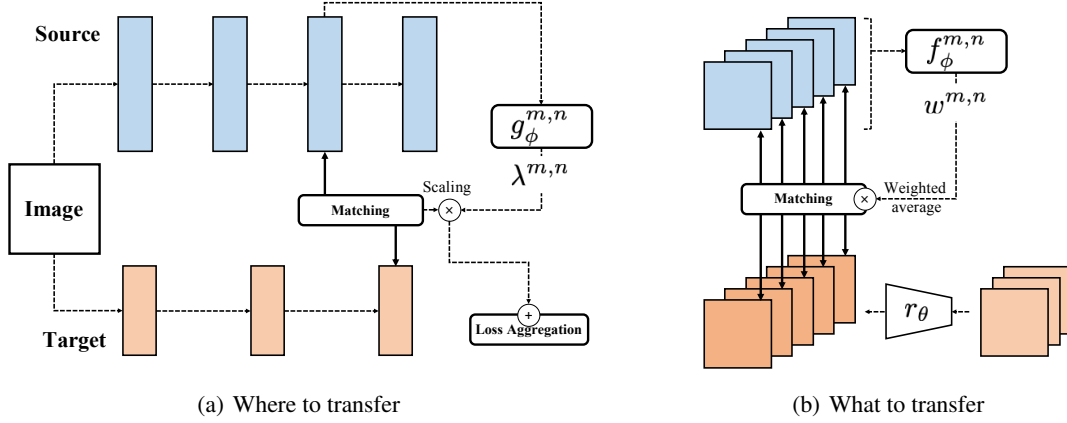 Source
Image
Target
g_ϕ^{m,n}
λ^{m,n}
Scaling
Matching
×
+
Loss Aggregation
(a) Where to transfer
f_ϕ^{m,n}
w^{m,n}
Matching
×
Weighted
average
r_θ
(b) What to transfer